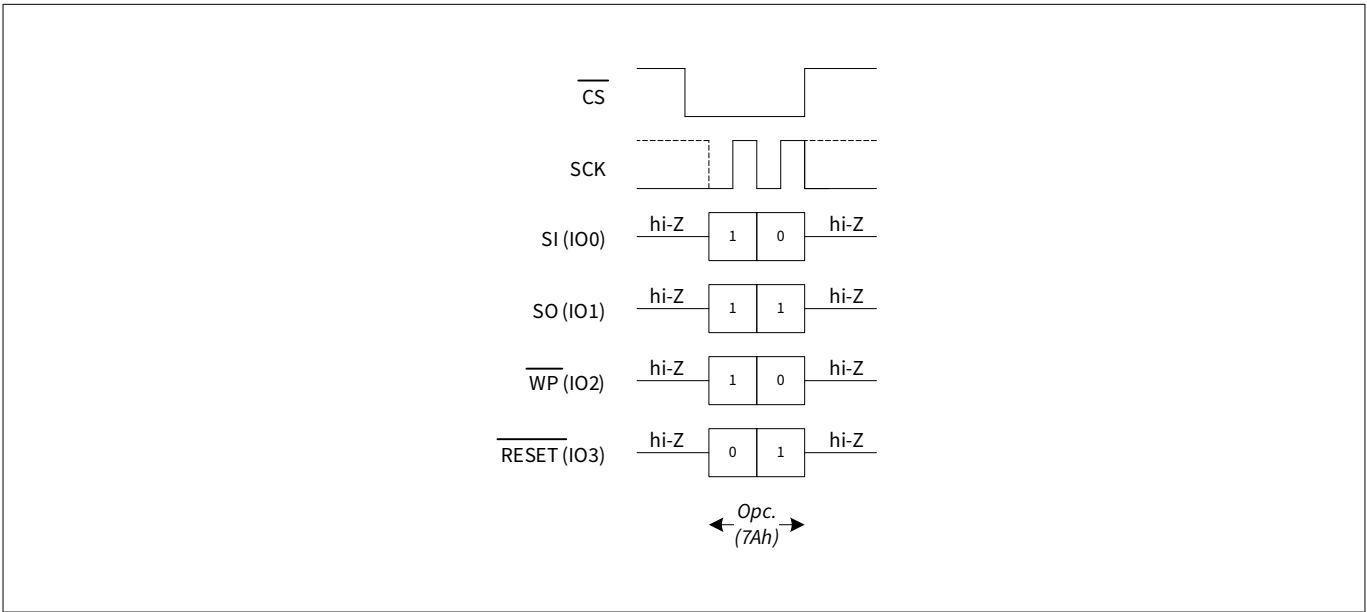 CS
SCK
hi-Z 1 0 hi-Z
SI (IO0)
hi-Z 1 1 hi-Z
SO (IO1)
hi-Z 1 0 hi-Z
WP (IO2)
hi-Z 0 1 hi-Z
RESET (IO3)
Opc.
(7Ah)